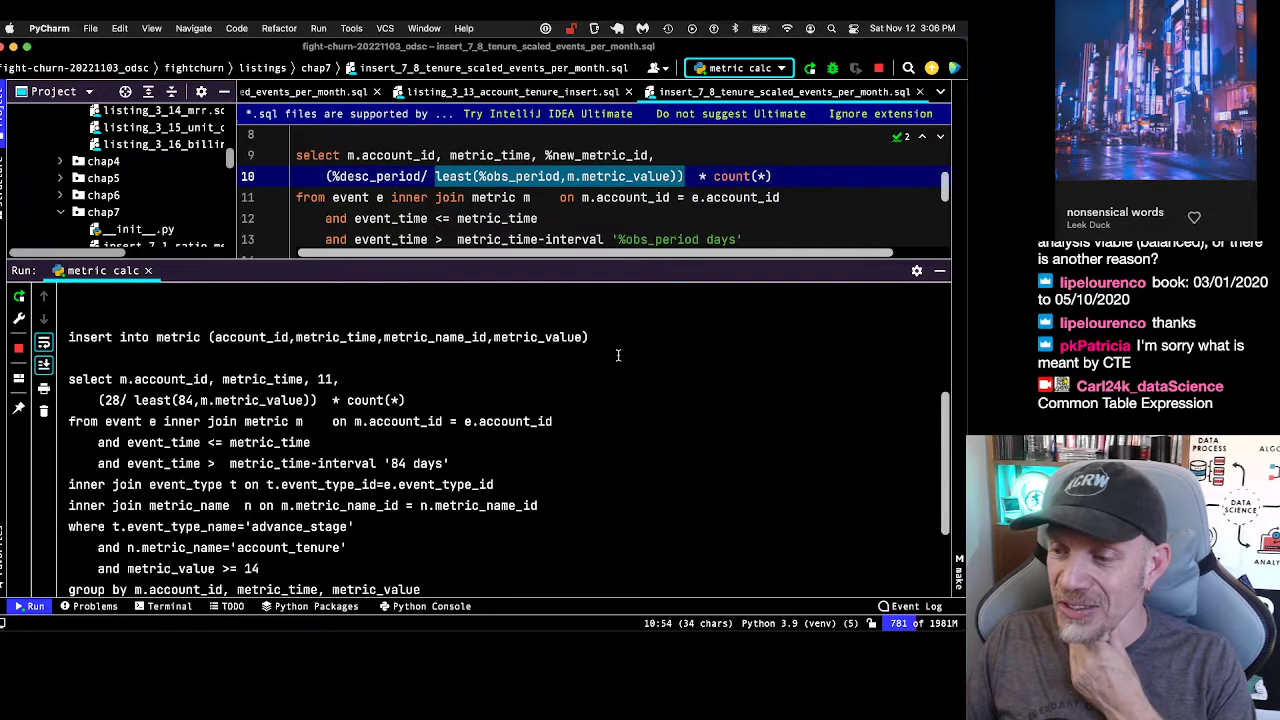 PyCharm File Edit View Navigate Code Refactor Run Tools VCS Window Help Sat Nov 12 3:06 PM
fight-churn-20221103_odsc – insert_7_8_tenure_scaled_events_per_month.sql
fight-churn-20221103_odsc fightchurn listings chap7 insert_7_8_tenure_scaled_events_per_month.sql metric calc
Project ed_events_per_month.sql listing_3_13_account_tenure_insert.sql insert_7_8_tenure_scaled_events_per_month.sql
listing_3_14_mrr.sc
listing_3_15_unit_c
listing_3_16_billir
chap4
chap5
chap6
chap7
__init__.py
*.sql files are supported by ... Try IntelliJ IDEA Ultimate Do not suggest Ultimate Ignore extension
8 2
9 select m.account_id, metric_time, %new_metric_id,
10 (%desc_period/ least(%obs_period,m.metric_value)) * count(*)
11 from event e inner join metric m on m.account_id = e.account_id
12 and event_time <= metric_time
13 and event_time > metric_time-interval '%obs_period days'
Run: metric calc
insert into metric (account_id,metric_time,metric_name_id,metric_value)
select m.account_id, metric_time, 11,
(28/ least(84,m.metric_value)) * count(*)
from event e inner join metric m on m.account_id = e.account_id
and event_time <= metric_time
and event_time > metric_time-interval '84 days'
inner join event_type t on t.event_type_id=e.event_type_id
inner join metric_name n on m.metric_name_id = n.metric_name_id
where t.event_type_name='advance_stage'
and n.metric_name='account_tenure'
and metric_value >= 14
group by m.account_id, metric_time, metric_value
Run Problems Terminal TODO Python Packages Python Console Event Log
10:54 (34 chars) Python 3.9 (venv) (5) 781 of 1981M
make
nonsensical words
Leek Duck
analysis viable (balanced), or there
is another reason?
lipelourenco book: 03/01/2020
to 05/10/2020
lipelourenco thanks
pkPatricia I'm sorry what is
meant by CTE
Carl24k_dataScience
Common Table Expression
KCRW
DATA
PROCESS
DATA
SCIENCE